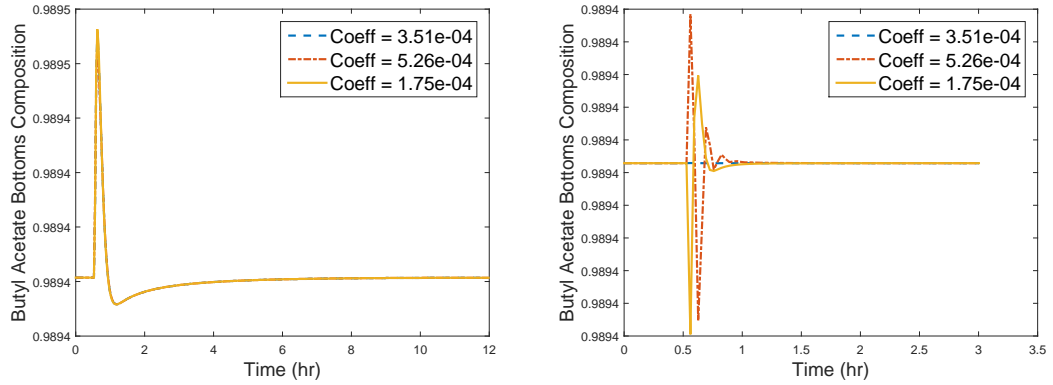 Butyl Acetate Bottoms Composition
0.9895
0.9895
0.9894
0.9894
0.9894
0.9894
0.9894
Coeff = 3.51e-04
Coeff = 5.26e-04
Coeff = 1.75e-04
0 2 4 6 8 10 12
Time (hr)
Butyl Acetate Bottoms Composition
0.9894
0.9894
0.9894
0.9894
0.9894
0.9894
0.9894
0.9894
0.9894
0.9894
Coeff = 3.51e-04
Coeff = 5.26e-04
Coeff = 1.75e-04
0 0.5 1 1.5 2 2.5 3 3.5
Time (hr)